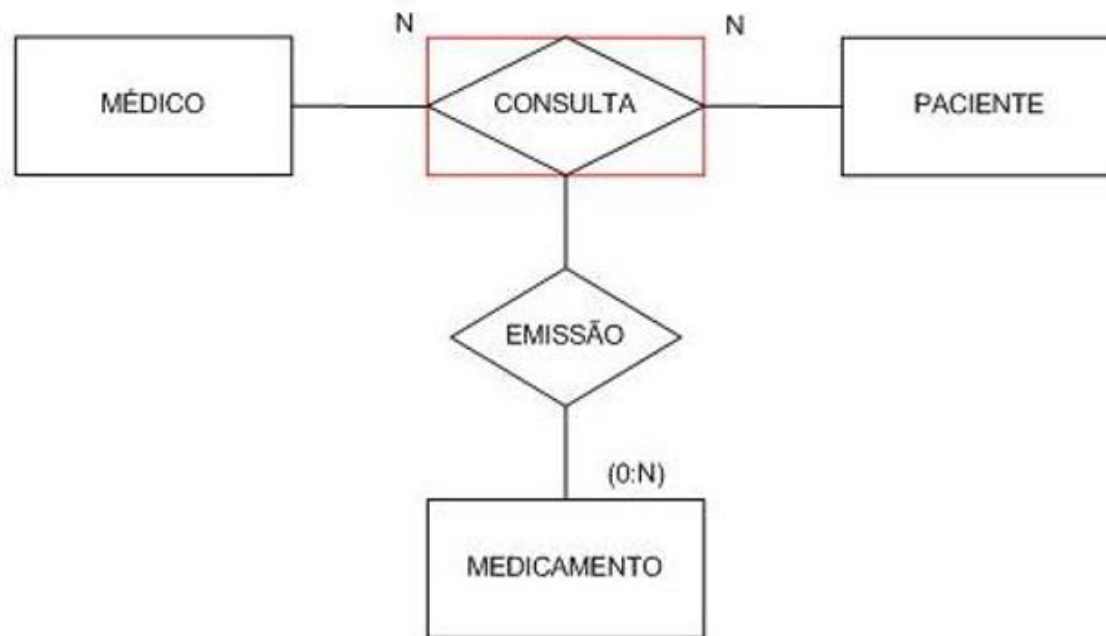 N
N
MÉDICO
CONSULTA
PACIENTE
EMISSÃO
(0:N)
MEDICAMENTO